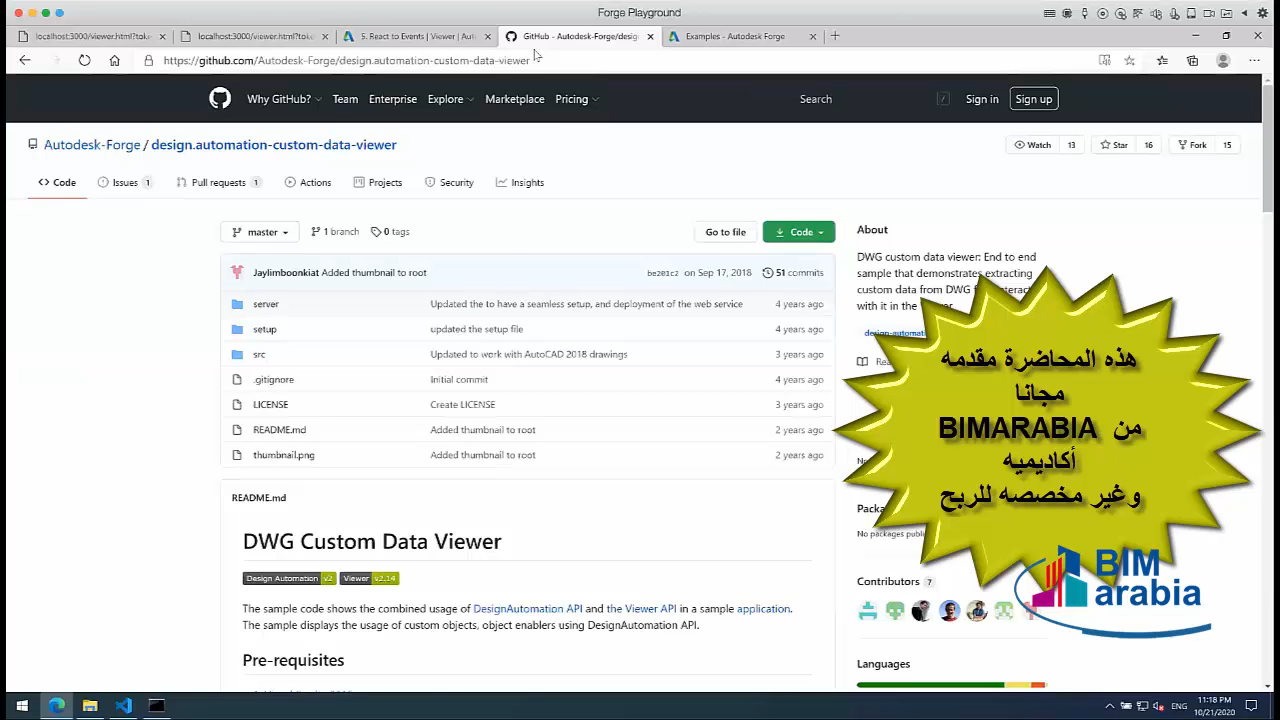 Forge Playground
localhost:3000/viewer.html?tok
localhost:3000/viewer.html?tok
5. React to Events | Viewer | Aut
GitHub - Autodesk-Forge/desig
Examples - Autodesk Forge
https://github.com/Autodesk-Forge/design.automation-custom-data-viewer
Why GitHub? Team Enterprise Explore Marketplace Pricing Search / Sign in Sign up
Autodesk-Forge / design.automation-custom-data-viewer
Watch 13 Star 16 Fork 15
Code Issues 1 Pull requests 1 Actions Projects Security Insights
master 1 branch 0 tags Go to file Code
Jaylimboonkiat Added thumbnail to root be201c2 on Sep 17, 2018 51 commits
server Updated the to have a seamless setup, and deployment of the web service 4 years ago
setup updated the setup file 4 years ago
src Updated to work with AutoCAD 2018 drawings 3 years ago
.gitignore Initial commit 4 years ago
LICENSE Create LICENSE 3 years ago
README.md Added thumbnail to root 2 years ago
thumbnail.png Added thumbnail to root 2 years ago
README.md
DWG Custom Data Viewer
Design Automation v2 Viewer v2.14
The sample code shows the combined usage of DesignAutomation API and the Viewer API in a sample application.
The sample displays the usage of custom objects, object enablers using DesignAutomation API.
Pre-requisites
About
DWG custom data viewer: End to end
sample that demonstrates extracting
custom data from DWG
with it in the
design-automati
هذه المحاضرة مقدمه
مجانا
من BIMARABIA
أكاديميه
وغير مخصصه للربح
No packages publi
Contributors 7
BIM
arabia
Languages
ENG
11:18 PM
10/21/2020